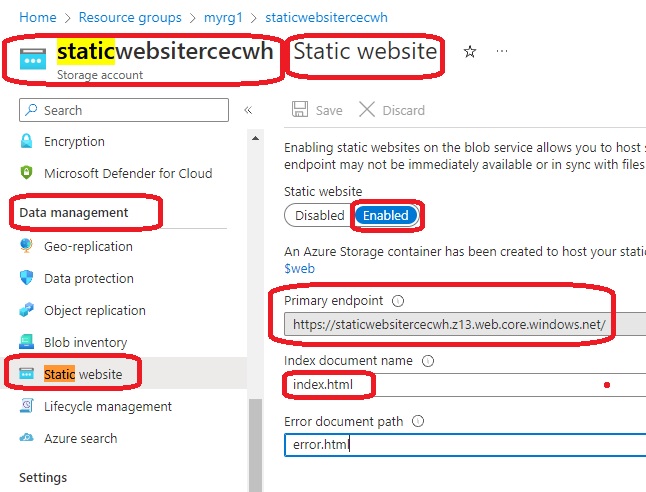 Home > Resource groups > myrg1 > staticwebsitercecwh
staticwebsitercecwh Static website ☆ ...
Storage account
Search «
Save Discard
Encryption
Microsoft Defender for Cloud
Data management
Geo-replication
Data protection
Object replication
Blob inventory
Static website
Lifecycle management
Azure search
Settings
Enabling static websites on the blob service allows you to host
endpoint may not be immediately available or in sync with files
Static website
Disabled Enabled
An Azure Storage container has been created to host your stati
$web
Primary endpoint
https://staticwebsitercecwh.z13.web.core.windows.net/
Index document name
index.html
Error document path
error.html